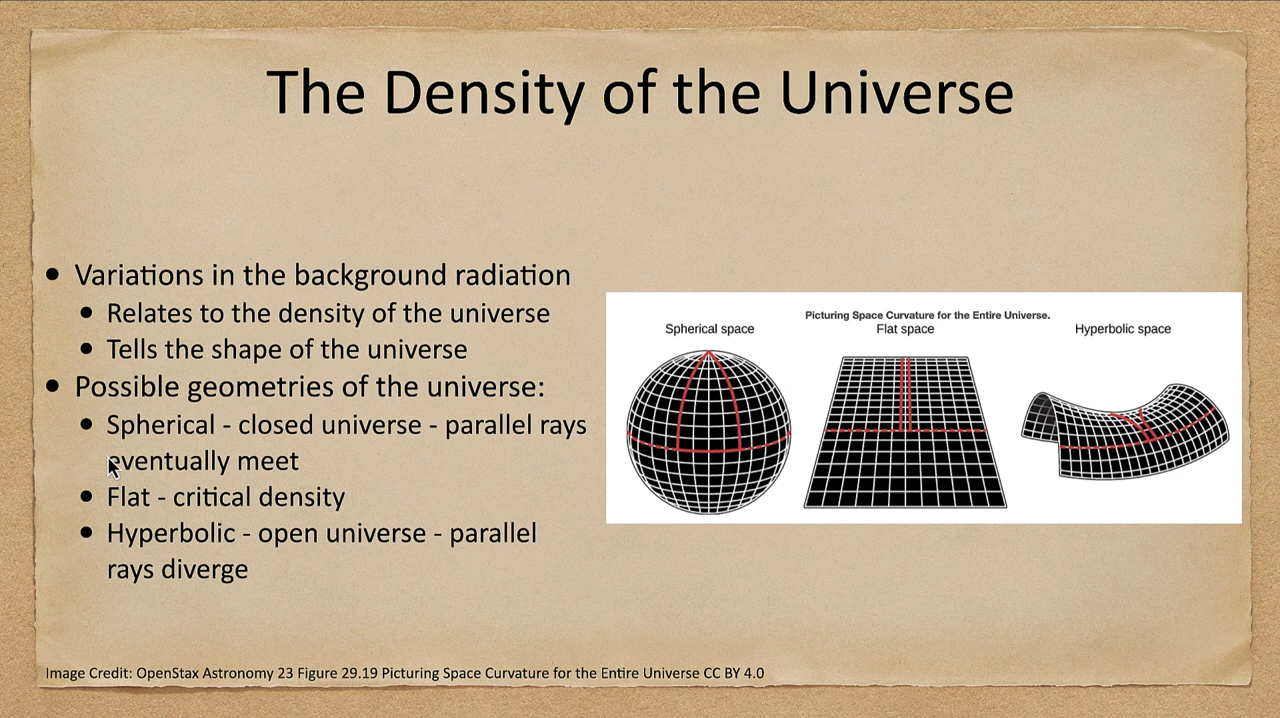 The Density of the Universe
• Variations in the background radiation
• Relates to the density of the universe
• Tells the shape of the universe
• Possible geometries of the universe:
• Spherical - closed universe - parallel rays
eventually meet
• Flat - critical density
• Hyperbolic - open universe - parallel
rays diverge
Picturing Space Curvature for the Entire Universe.
Spherical space
Flat space
Hyperbolic space
Image Credit: OpenStax Astronomy 23 Figure 29.19 Picturing Space Curvature for the Entire Universe CC BY 4.0